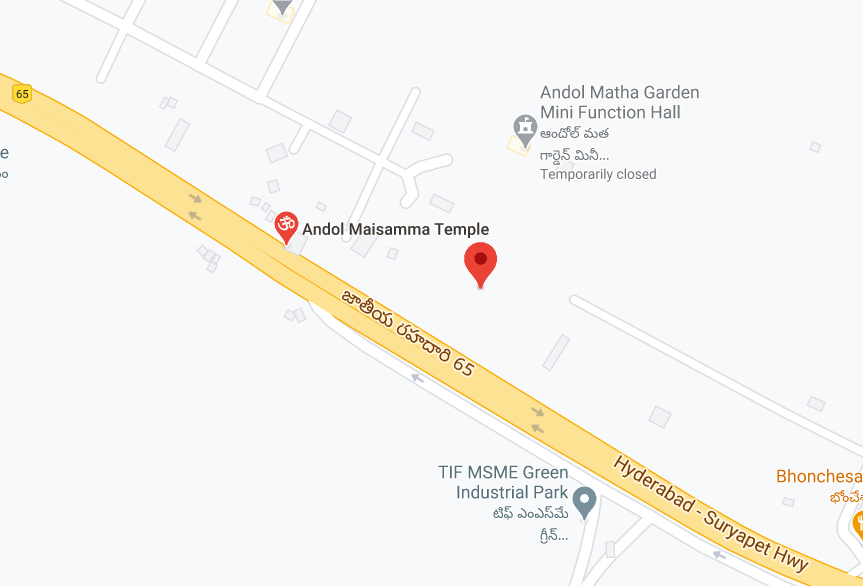 65
Andol Matha Garden
Mini Function Hall
ఆందోల్ మత
గార్డెన్ మినీ...
Temporarily closed
Andol Maisamma Temple
జాతీయ రహదారి 65
TIF MSME Green
Industrial Park
టిఫ్ ఎంఎస్‌మే
గ్రీన్...
Hyderabad - Suryapet Hwy
Bhonchesa